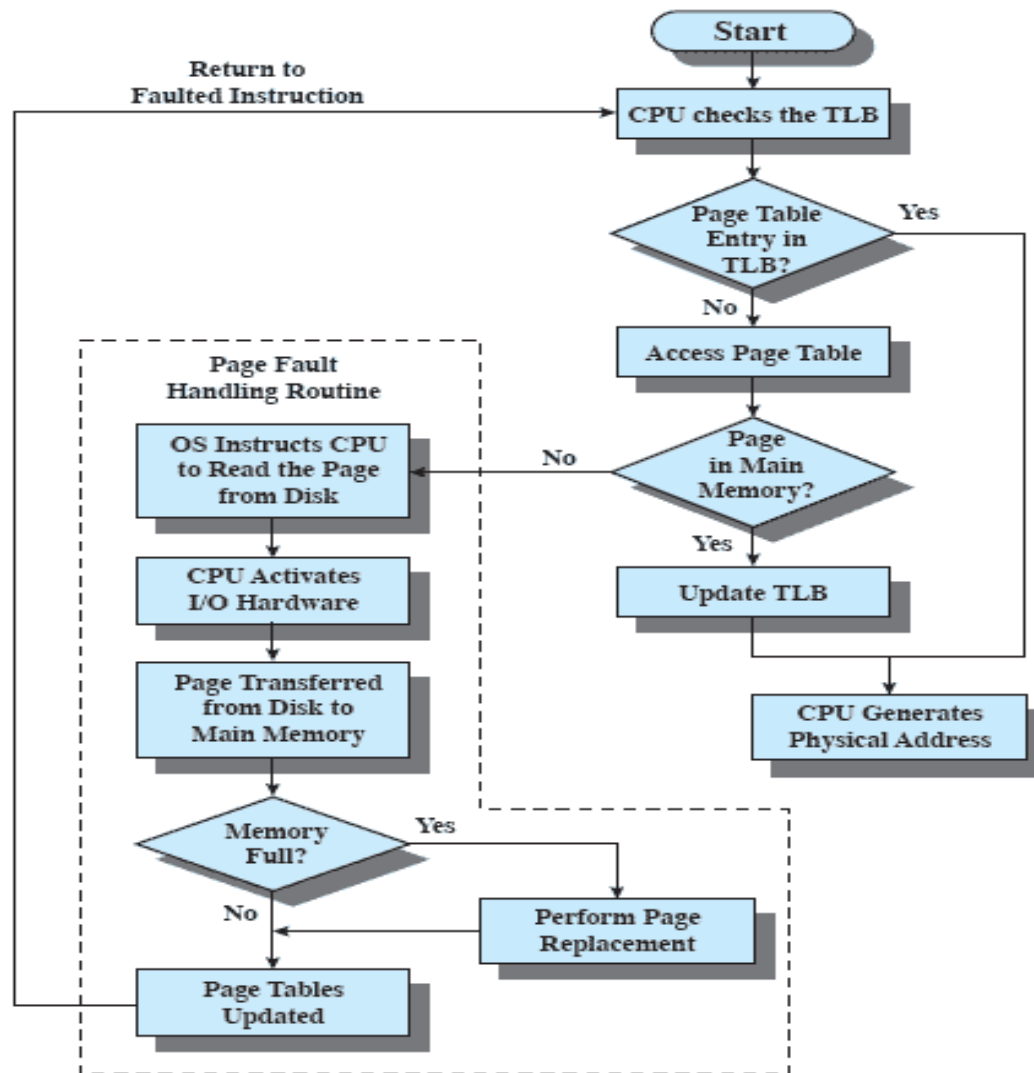 Start
Return to
Faulted Instruction
CPU checks the TLB
Page Table
Entry in
TLB?
Yes
No
Access Page Table
Page Fault
Handling Routine
OS Instructs CPU
to Read the Page
from Disk
No
Page
in Main
Memory?
Yes
CPU Activates
I/O Hardware
Update TLB
Page Transferred
from Disk to
Main Memory
CPU Generates
Physical Address
Memory
Full?
Yes
No
Perform Page
Replacement
Page Tables
Updated